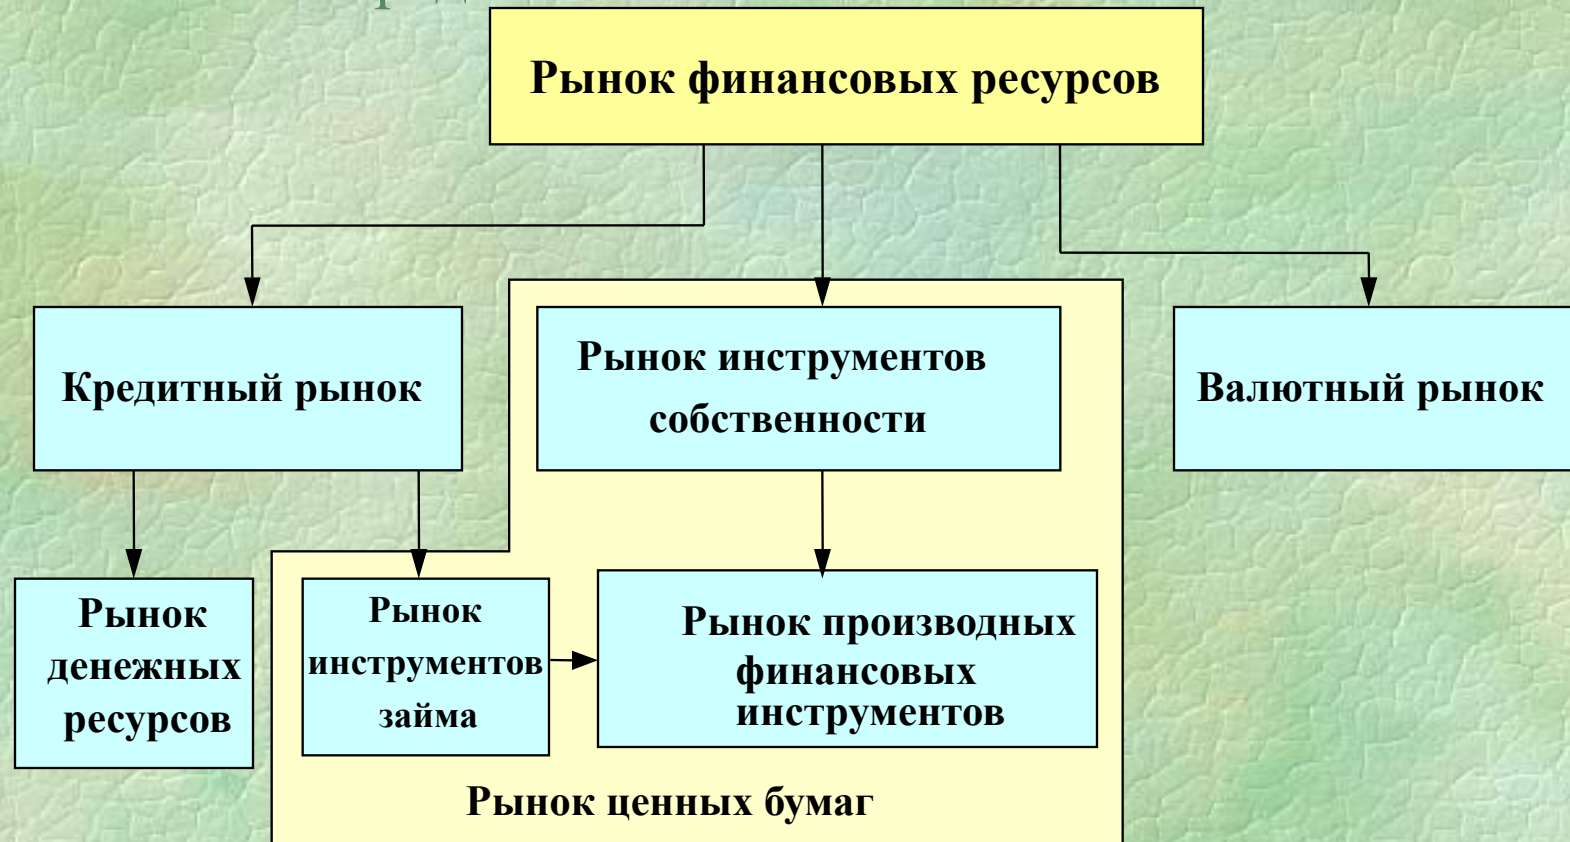 Рынок финансовых ресурсов
Кредитный рынок
Рынок инструментов
собственности
Валютный рынок
Рынок
денежных
ресурсов
Рынок
инструментов
займа
Рынок производных
финансовых
инструментов
Рынок ценных бумаг